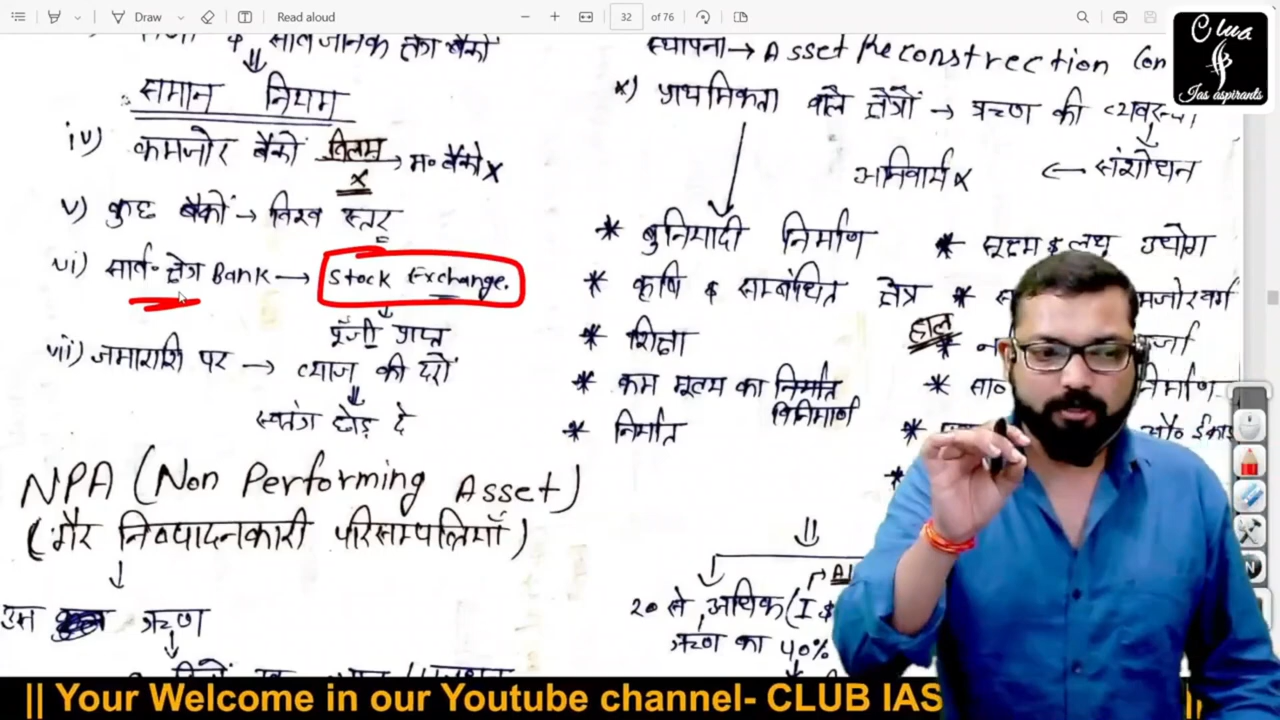 Draw
Read aloud
32 of 76
Club
Ias aspirants
समान नियम
iv) कमजोर बैंकों विलय → म० बैंको x
x
v) कुछ बैंकों → विश्व स्तर
vi) सार्व० क्षेत्र Bank → Stock Exchange.
पूँजी प्राप्त
vii) जमाराशि पर → ब्याज की दरों
स्वतंत्र छोड़ दे
NPA (Non Performing Asset)
(गैर निष्पादनकारी परिसम्पत्तियाँ)
उस ऋण
स्थापना → Asset Reconstrection Con
x) प्राथमिकता वाले क्षेत्रों → ऋण की व्यवस्था
अनिवार्य x ← संशोधन
* बुनियादी निर्माण
* कृषि & सम्बंधित क्षेत्र
* शिक्षा
* कम मूल्य का निर्माण
विनिर्माण
* निर्यात
* सूक्ष्म & लघु उद्योग
हाल
20 से अधिक (I &
ऋण का 40%
|| Your Welcome in our Youtube channel- CLUB IAS ||